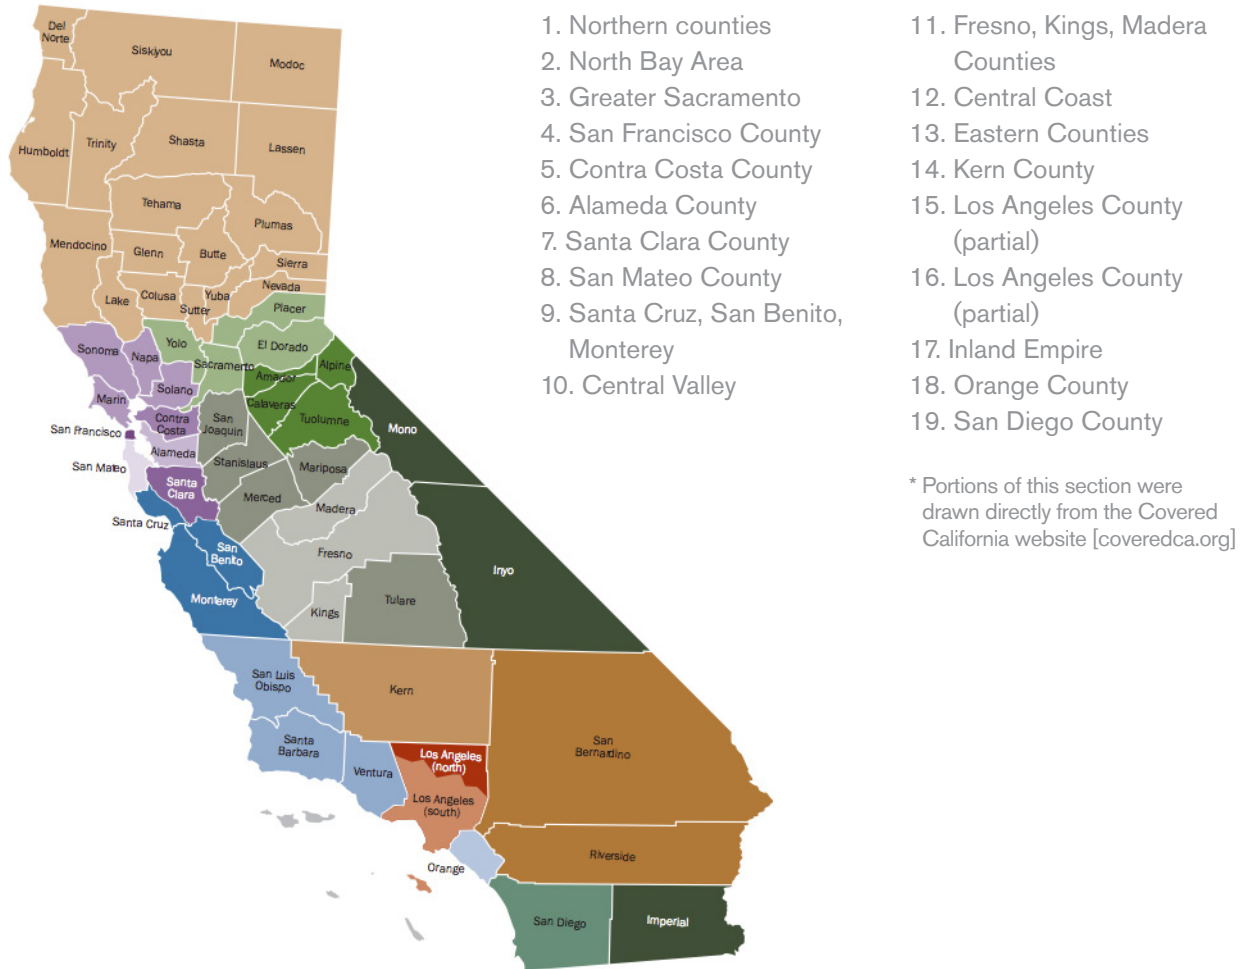 Del
Norte
Siskiyou
Modoc
Humboldt
Trinity
Shasta
Lassen
Tehama
Plumas
Mendocino
Glenn
Butte
Sierra
Nevada
Lake
Colusa
Yuba
Sutter
Placer
Sonoma
Napa
Yolo
El Dorado
Sacramerto
Solano
Amador
Alpine
Marin
Calaveras
Contra
Costa
San
Joaquin
Tuolumne
Mono
San Francisco
Alameda
San Mateo
Stanislaus
Mariposa
Santa
Clara
Merced
Madera
Santa Cruz
San
Benito
Fresno
Inyo
Monterey
Kings
Tulare
San Luis
Obispo
Kern
Santa
Barbara
Ventura
Los Angeles
(north)
Los Angeles
(south)
San
Bernardino
Orange
Riverside
San Diego
Imperial
1. Northern counties
2. North Bay Area
3. Greater Sacramento
4. San Francisco County
5. Contra Costa County
6. Alameda County
7. Santa Clara County
8. San Mateo County
9. Santa Cruz, San Benito,
Monterey
10. Central Valley
11. Fresno, Kings, Madera
Counties
12. Central Coast
13. Eastern Counties
14. Kern County
15. Los Angeles County
(partial)
16. Los Angeles County
(partial)
17. Inland Empire
18. Orange County
19. San Diego County
* Portions of this section were
drawn directly from the Covered
California website [coveredca.org]